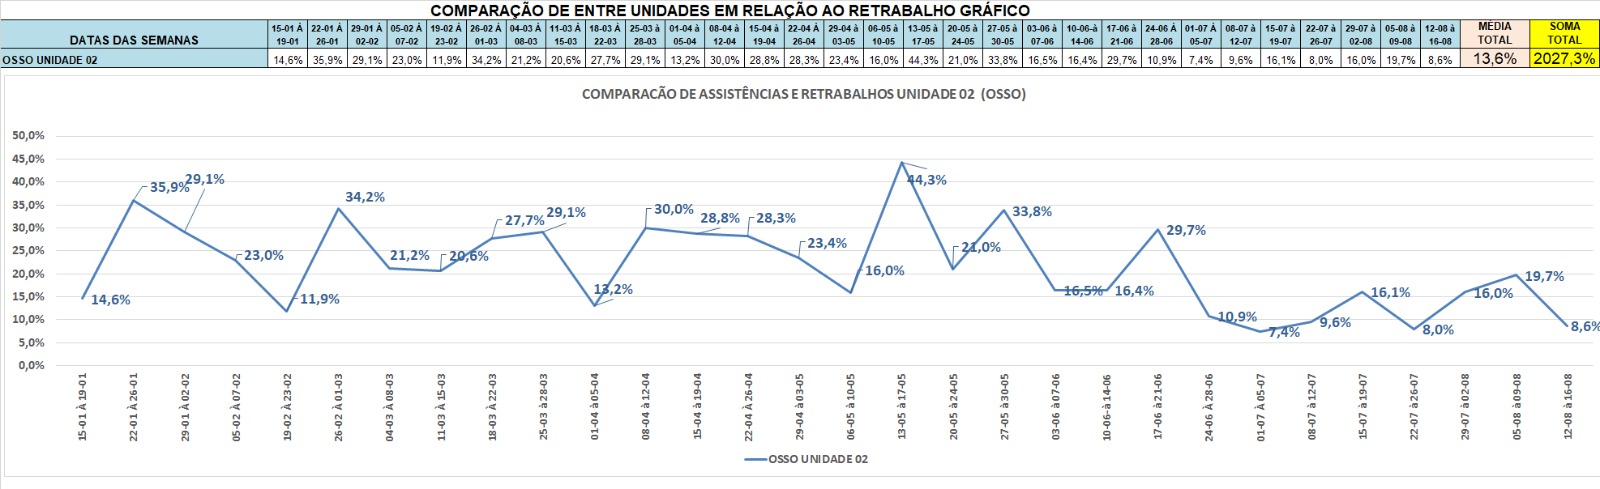 COMPARAÇÃO DE ENTRE UNIDADES EM RELAÇÃO AO RETRABALHO GRÁFICO
DATAS DAS SEMANAS 15-01 À 19-01 22-01 À 26-01 29-01 À 02-02 05-02 À 07-02 19-02 À 23-02 26-02 À 01-03 04-03 À 08-03 11-03 À 15-03 18-03 À 22-03 25-03 à 28-03 01-04 à 05-04 08-04 à 12-04 15-04 à 19-04 22-04 À 26-04 29-04 À 03-05 06-05 à 10-05 13-05 à 17-05 20-05 à 24-05 27-05 à 30-05 03-06 à 07-06 10-06-à 14-06 17-06 à 21-06 24-06 À 28-06 01-07 À 05-07 08-07 à 12-07 15-07 à 19-07 22-07 à 26-07 29-07 à 02-08 05-08 à 09-08 12-08 à 16-08 MÉDIA TOTAL SOMA TOTAL
OSSO UNIDADE 02 14,6% 35,9% 29,1% 23,0% 11,9% 34,2% 21,2% 20,6% 27,7% 29,1% 13,2% 30,0% 28,8% 28,3% 23,4% 16,0% 44,3% 21,0% 33,8% 16,5% 16,4% 29,7% 10,9% 7,4% 9,6% 16,1% 8,0% 16,0% 19,7% 8,6% 13,6% 2027,3%
COMPARACÃO DE ASSISTÊNCIAS E RETRABALHOS UNIDADE 02 (OSSO)
50,0%
45,0%
40,0%
35,0%
30,0%
25,0%
20,0%
15,0%
10,0%
5,0%
0,0%
14,6% 35,9% 29,1% 23,0% 11,9% 34,2% 21,2% 20,6% 27,7% 29,1% 13,2% 30,0% 28,8% 28,3% 23,4% 16,0% 44,3% 21,0% 33,8% 16,5% 16,4% 29,7% 10,9% 7,4% 9,6% 16,1% 8,0% 16,0% 19,7% 8,6%
15-01 À 19-01
22-01 À 26-01
29-01 À 02-02
05-02 À 07-02
19-02 À 23-02
26-02 À 01-03
04-03 À 08-03
11-03 À 15-03
18-03 À 22-03
25-03 à 28-03
01-04 à 05-04
08-04 à 12-04
15-04 à 19-04
22-04 À 26-04
29-04 À 03-05
06-05 à 10-05
13-05 à 17-05
20-05 à 24-05
27-05 à 30-05
03-06 à 07-06
10-06-à 14-06
17-06 à 21-06
24-06 À 28-06
01-07 À 05-07
08-07 à 12-07
15-07 à 19-07
22-07 à 26-07
29-07 à 02-08
05-08 à 09-08
12-08 à 16-08
OSSO UNIDADE 02